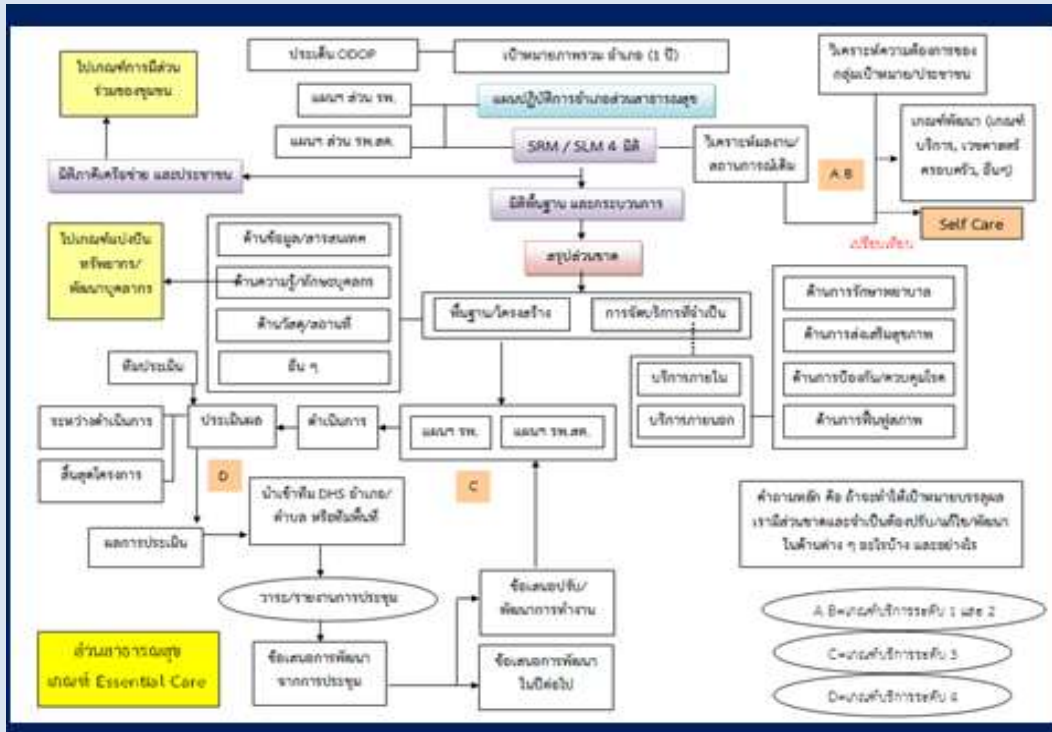 ประเด็น ODOP
เป้าหมายภาพรวม อำเภอ (1 ปี)
วิเคราะห์ความต้องการของ
กลุ่มเป้าหมาย/ประชาชน
ไปเกณฑ์การมีส่วน
ร่วมของชุมชน
แผนฯ ส่วน รพ.
แผนปฏิบัติการอำเภอส่วนสาธารณสุข
แผนฯ ส่วน รพ.สต.
SRM / SLM 4 มิติ
วิเคราะห์ผลงาน/
สถานการณ์เดิม
A B
เกณฑ์พัฒนา (เกณฑ์
บริการ, เวชศาสตร์
ครอบครัว, อื่นๆ)
มิติภาคีเครือข่าย และประชาชน
มิติพื้นฐาน และกระบวนการ
Self Care
เปรียบเทียบ
ไปเกณฑ์แบ่งปัน
ทรัพยากร/
พัฒนาบุคลากร
ด้านข้อมูล/สารสนเทศ
ด้านความรู้/ทักษะบุคลกร
ด้านวัสดุ/สถานที่
อื่น ๆ
สรุปส่วนขาด
พื้นฐาน/โครงสร้าง
การจัดบริการที่จำเป็น
ด้านการรักษาพยาบาล
ด้านการส่งเสริมสุขภาพ
ด้านการป้องกัน/ควบคุมโรค
ด้านการฟื้นฟูสภาพ
บริการภายใน
บริการภายนอก
ทีมประเมิน
ระหว่างดำเนินการ
สิ้นสุดโครงการ
ประเมินผล
ดำเนินการ
แผนฯ รพ.
แผนฯ รพ.สต.
D
C
ผลการประเมิน
นำเข้าทีม DHS อำเภอ/
ตำบล หรือทีมพื้นที่
คำถามหลัก คือ ถ้าจะทำให้เป้าหมายบรรลุผล
เรามีส่วนขาดและจำเป็นต้องปรับ/แก้ไข/พัฒนา
ในด้านต่าง ๆ อะไรบ้าง และอย่างไร
วาระ/รายงานการประชุม
ข้อเสนอปรับ/
พัฒนาการทำงาน
ข้อเสนอการพัฒนา
จากการประชุม
ข้อเสนอการพัฒนา
ในปีต่อไป
ส่วนสาธารณสุข
เกณฑ์ Essential Care
A B=เกณฑ์บริการระดับ 1 และ 2
C=เกณฑ์บริการระดับ 3
D=เกณฑ์บริการระดับ 4